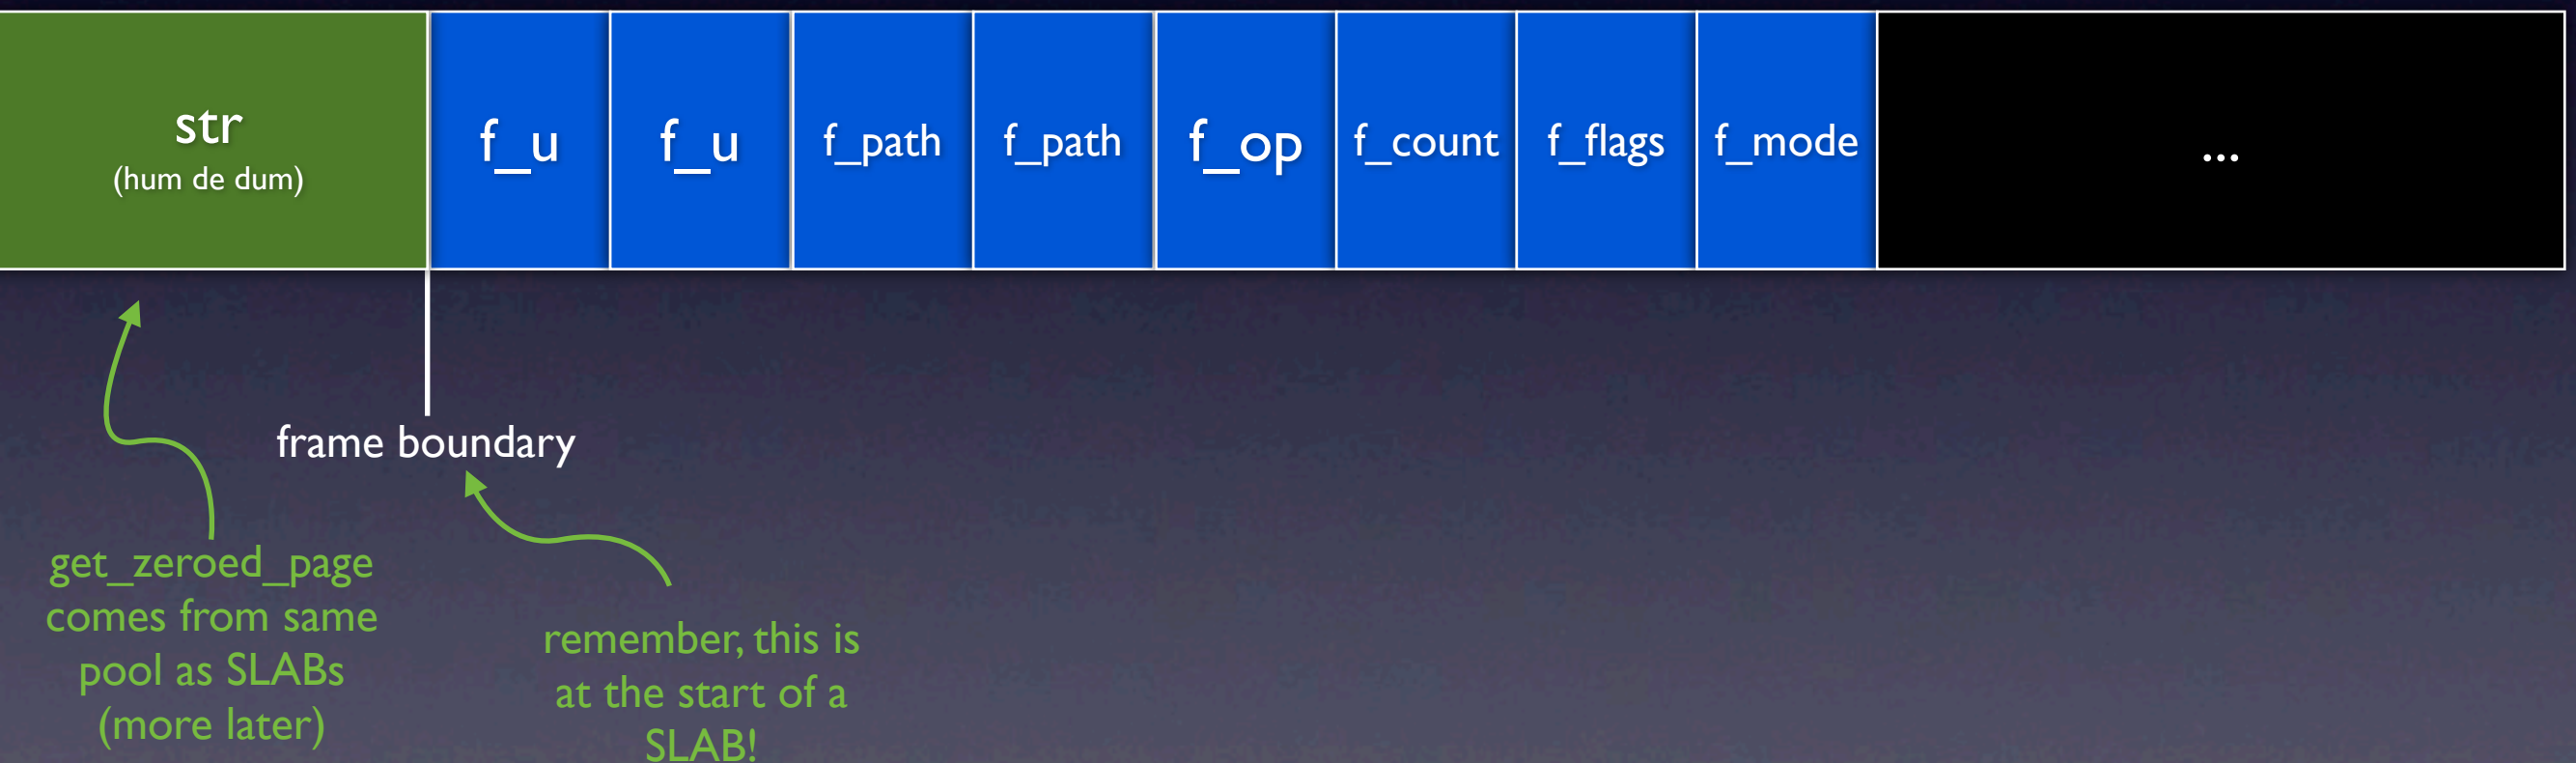 str
(hum de dum)
f_u
f_u
f_path
f_path
f_op
f_count
f_flags
f_mode
...
frame boundary
get_zeroed_page
comes from same
pool as SLABs
(more later)
remember, this is
at the start of a
SLAB!